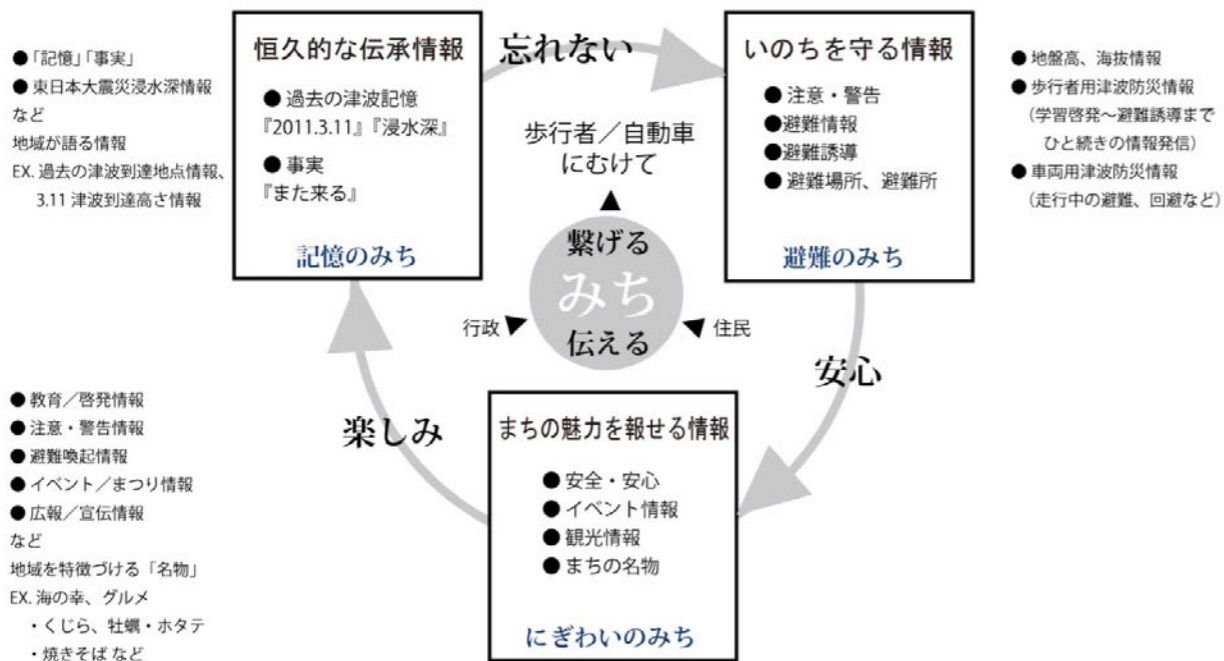 ●「記憶」「事実」
● 東日本大震災浸水深情報
など
地域が語る情報
EX. 過去の津波到達地点情報、
3.11 津波到達高さ情報
恒久的な伝承情報
● 過去の津波記憶
『2011.3.11』『浸水深』
● 事実
『また来る』
記憶のみち
忘れない
いのちを守る情報
● 注意・警告
●避難情報
●避難誘導
● 避難場所、避難所
避難のみち
● 地盤高、海抜情報
● 歩行者用津波防災情報
（学習啓発～避難誘導まで
ひと続きの情報発信）
● 車両用津波防災情報
（走行中の避難、回避など）
歩行者／自動車
にむけて
▲
繋げる
みち
伝える
行政
住民
安心
楽しみ
まちの魅力を報せる情報
● 安全・安心
● イベント情報
● 観光情報
● まちの名物
にぎわいのみち
● 教育／啓発情報
● 注意・警告情報
● 避難喚起情報
● イベント／まつり情報
● 広報／宣伝情報
など
地域を特徴づける「名物」
EX. 海の幸、グルメ
・くじら、牡蠣・ホタテ
・焼きそば など